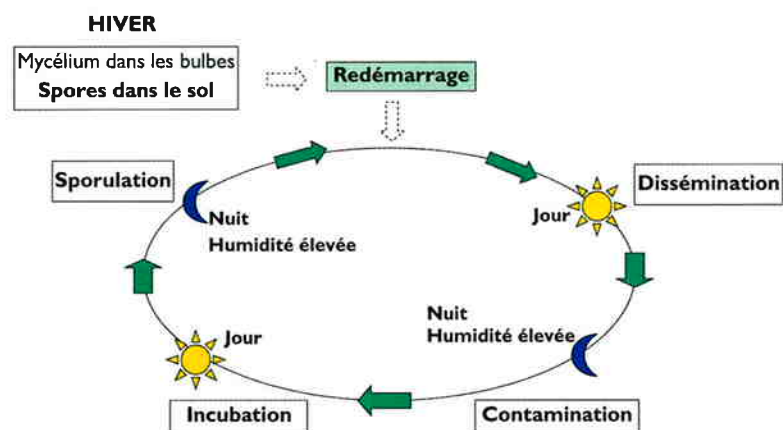 HIVER
Mycélium dans les bulbes
Spores dans le sol
Redémarrage
Sporulation
Nuit
Humidité élevée
Jour
Dissémination
Nuit
Humidité élevée
Jour
Incubation
Contamination